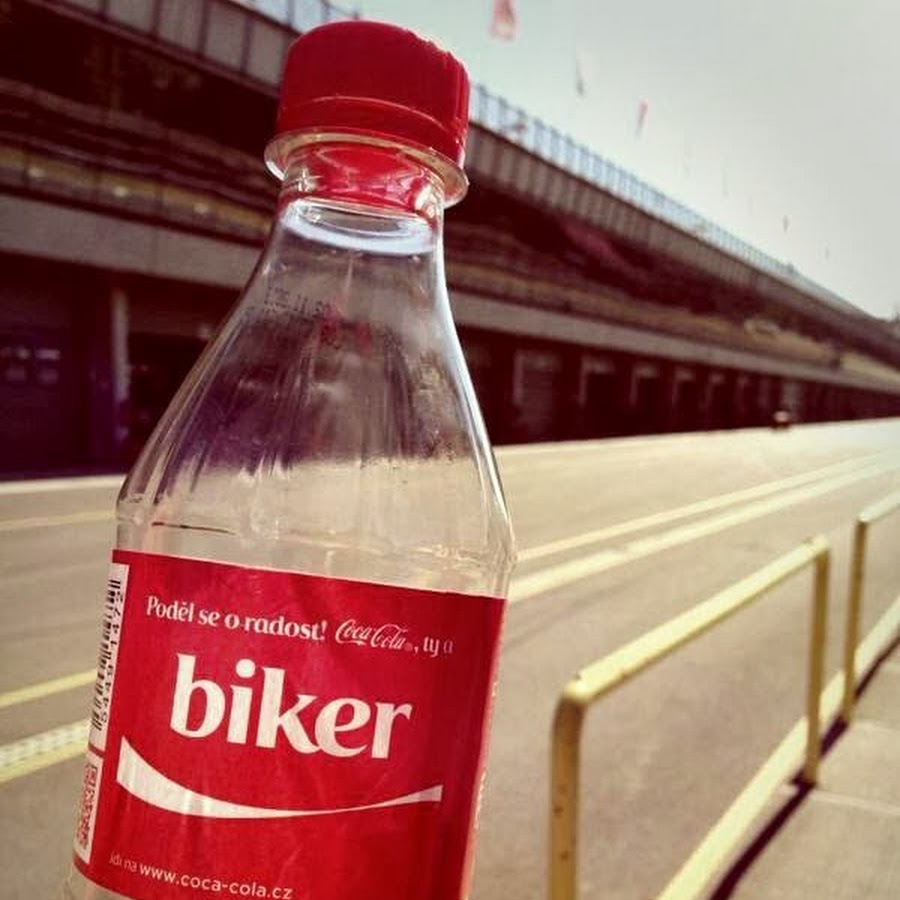 Poděl se o radost! Coca-Cola®, ty a
biker
jdi na www.coca-cola.cz